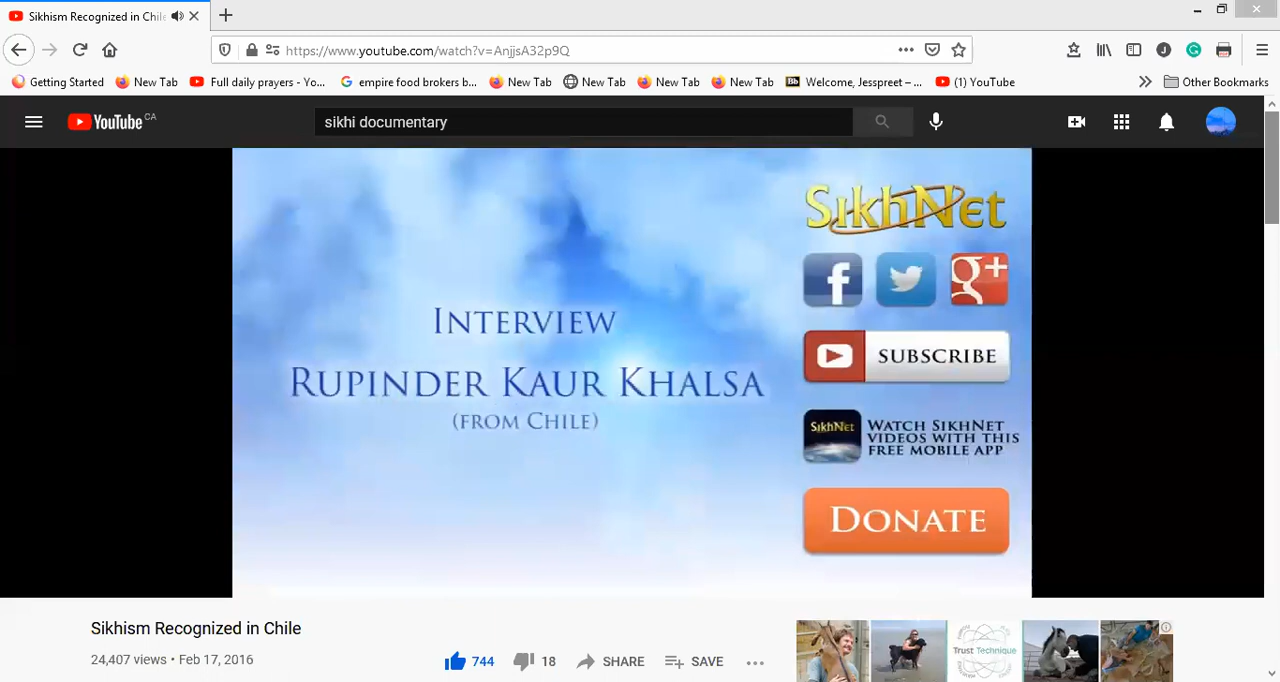 Sikhism Recognized in Chile
https://www.youtube.com/watch?v=AnjjsA32p9Q
Getting Started
New Tab
Full daily prayers - Yo...
empire food brokers b...
New Tab
New Tab
New Tab
New Tab
Welcome, Jesspreet – ...
(1) YouTube
Other Bookmarks
YouTube CA
sikhi documentary
SikhNet
INTERVIEW
RUPINDER KAUR KHALSA
(FROM CHILE)
SUBSCRIBE
SikhNet
WATCH SIKHNET
VIDEOS WITH THIS
FREE MOBILE APP
DONATE
Sikhism Recognized in Chile
24,407 views • Feb 17, 2016
744
18
SHARE
SAVE
Trust Technique